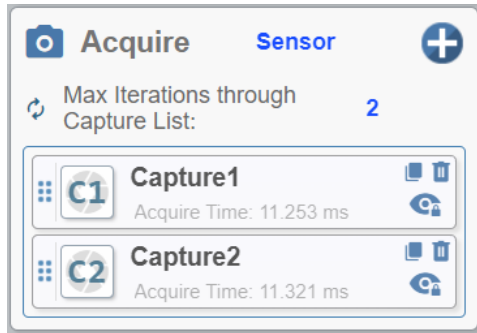 Acquire Sensor
Max Iterations through
Capture List: 2
C1 Capture1
Acquire Time: 11.253 ms
C2 Capture2
Acquire Time: 11.321 ms